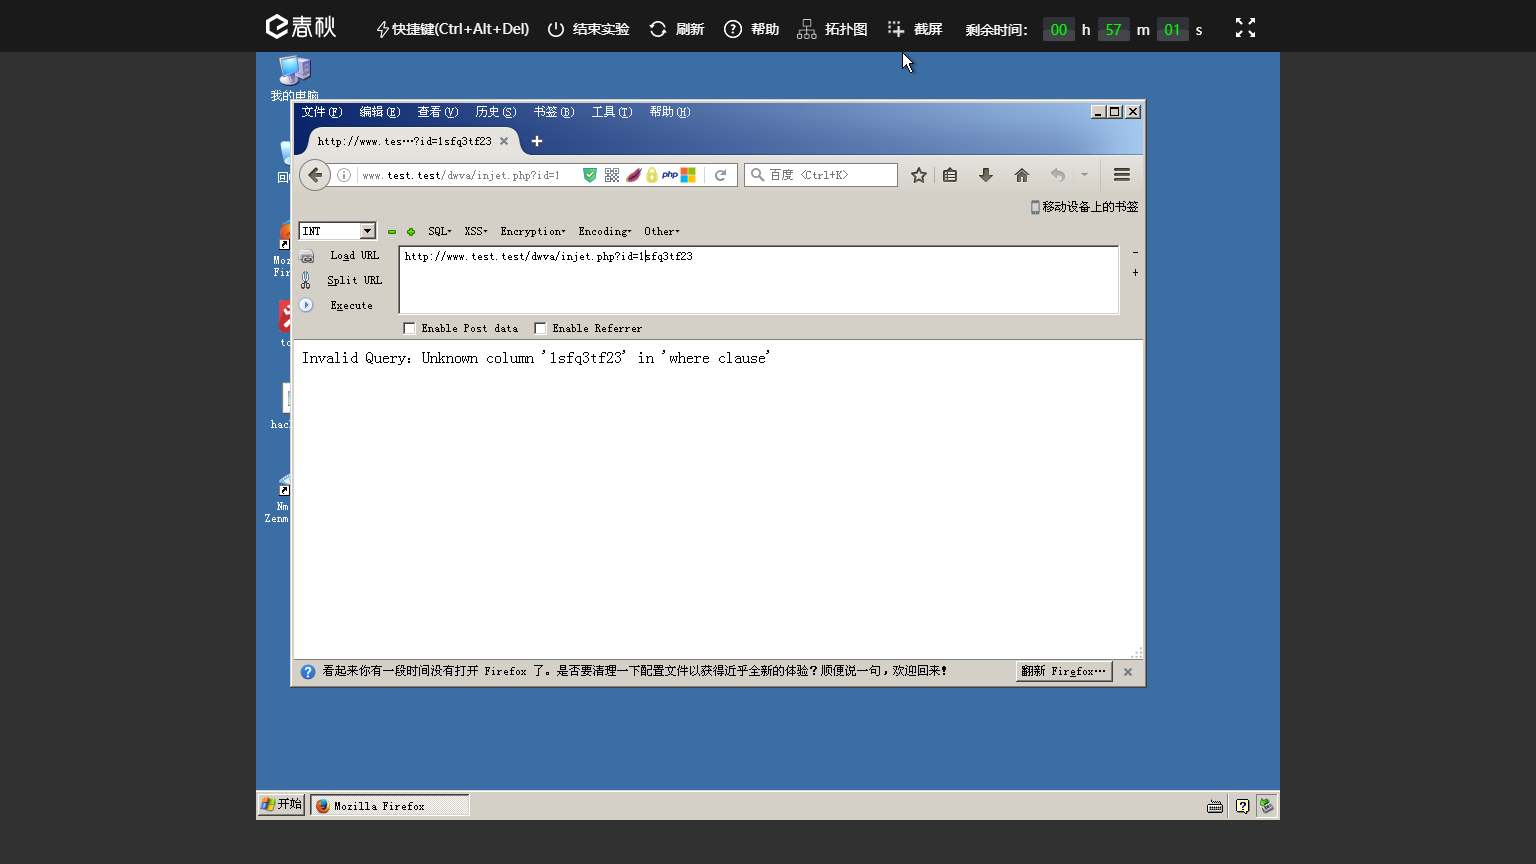 春秋 快捷键(Ctrl+Alt+Del) 结束实验 刷新 帮助 拓扑图 截屏 剩余时间: 00 h 57 m 01 s
我的电脑
文件(F) 编辑(E) 查看(V) 历史(S) 书签(B) 工具(T) 帮助(H)
http://www.tes…?id=1sfq3tf23
www.test.test/dwva/injet.php?id=1 php 百度 <Ctrl+K>
移动设备上的书签
INT SQL XSS Encryption Encoding Other
Load URL
http://www.test.test/dwva/injet.php?id=1sfq3tf23
Split URL
Execute
Enable Post data Enable Referrer
Invalid Query: Unknown column '1sfq3tf23' in 'where clause'
回
Moz
Fir
to
hac
Nm
Zenm
看起来你有一段时间没有打开 Firefox 了。是否要清理一下配置文件以获得近乎全新的体验？顺便说一句，欢迎回来！ 翻新 Firefox…
开始 Mozilla Firefox